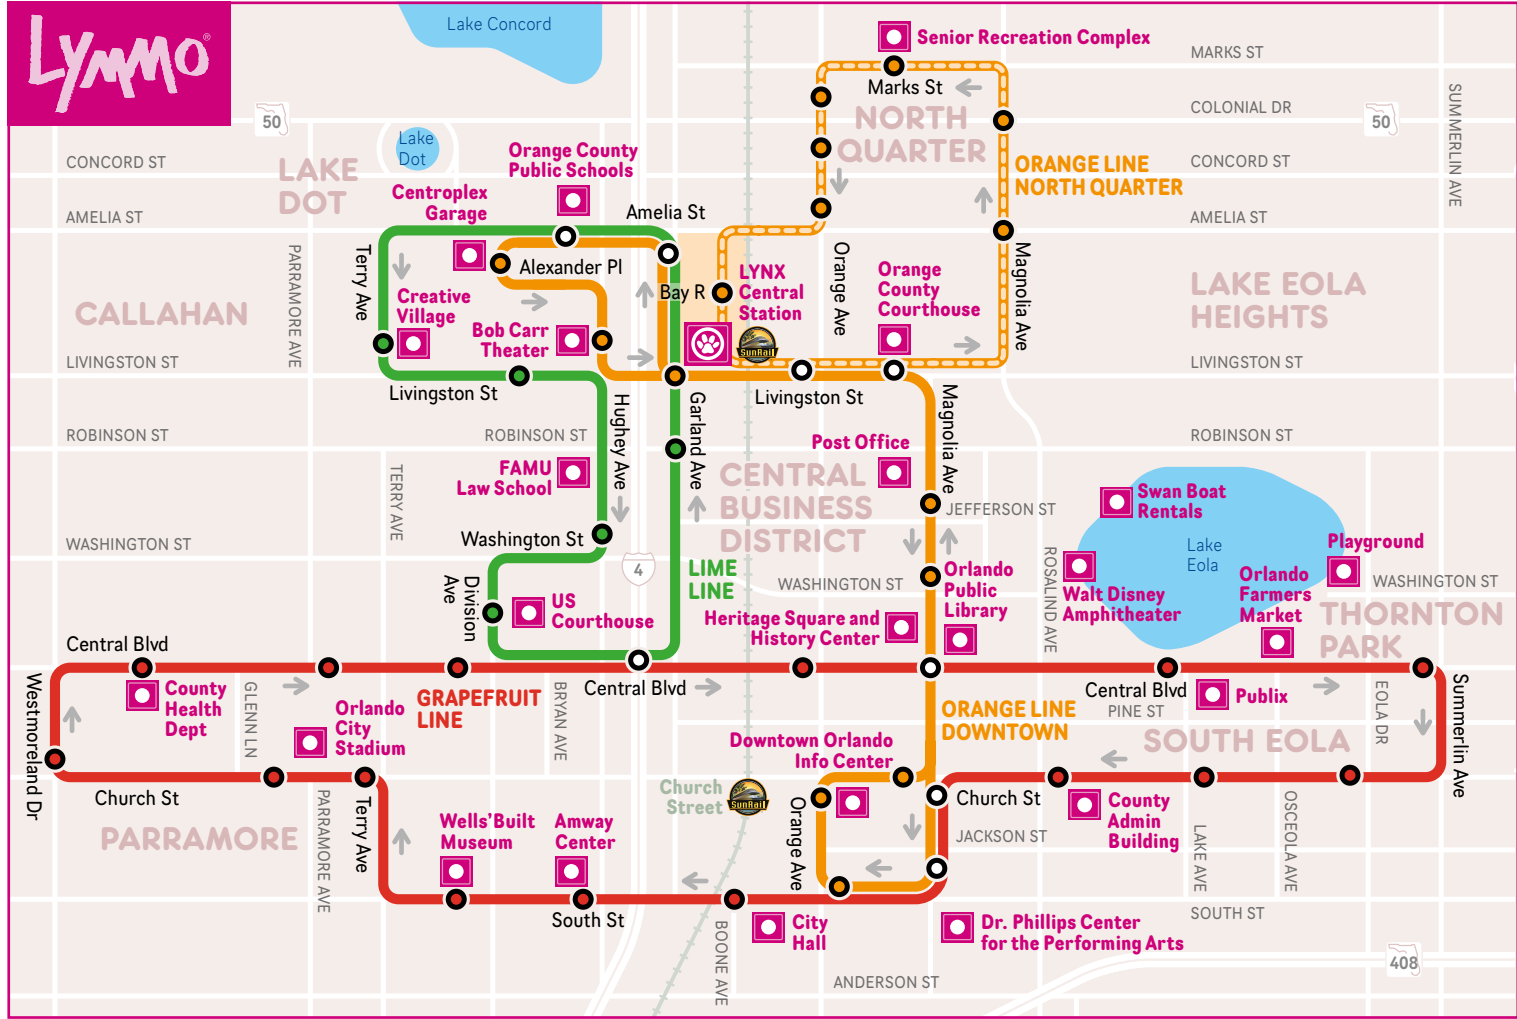 LYMMO®
Lake Concord
Senior Recreation Complex
MARKS ST
Marks St
50
COLONIAL DR
50
SUMMERLIN AVE
NORTH
QUARTER
Lake
Dot
Orange County
Public Schools
CONCORD ST
CONCORD ST
LAKE
DOT
ORANGE LINE
NORTH QUARTER
Centroplex
Garage
AMELIA ST
Amelia St
AMELIA ST
Terry Ave
PARRAMORE AVE
Alexander Pl
Orange Ave
Magnolia Ave
LYNX
Central
Station
Bay R
Orange
County
Courthouse
LAKE EOLA
HEIGHTS
CALLAHAN
Creative
Village
Bob Carr
Theater
SunRail
LIVINGSTON ST
LIVINGSTON ST
Livingston St
Livingston St
Hughey Ave
Garland Ave
Magnolia Ave
ROBINSON ST
ROBINSON ST
ROBINSON ST
Post Office
FAMU
Law School
TERRY AVE
CENTRAL
BUSINESS
DISTRICT
JEFFERSON ST
Swan Boat
Rentals
WASHINGTON ST
Washington St
4
Lake
Eola
Playground
LIME
LINE
WASHINGTON ST
Orlando
Public
Library
ROSALIND AVE
Walt Disney
Amphitheater
Orlando
Farmers
Market
WASHINGTON ST
THORNTON
PARK
Division
Ave
US
Courthouse
Heritage Square and
History Center
Central Blvd
Central Blvd
Central Blvd
Westmoreland Dr
County
Health
Dept
GLENN LN
Orlando
City
Stadium
GRAPEFRUIT
LINE
BRYAN AVE
ORANGE LINE
DOWNTOWN
Publix
PINE ST
EOLA DR
Summerlin Ave
SOUTH EOLA
Downtown Orlando
Info Center
Church
Street
SunRail
Church St
PARRAMORE AVE
Terry Ave
Orange Ave
Church St
County
Admin
Building
OSCEOLA AVE
LAKE AVE
JACKSON ST
PARRAMORE
Wells' Built
Museum
Amway
Center
South St
BOONE AVE
City
Hall
Dr. Phillips Center
for the Performing Arts
SOUTH ST
408
ANDERSON ST